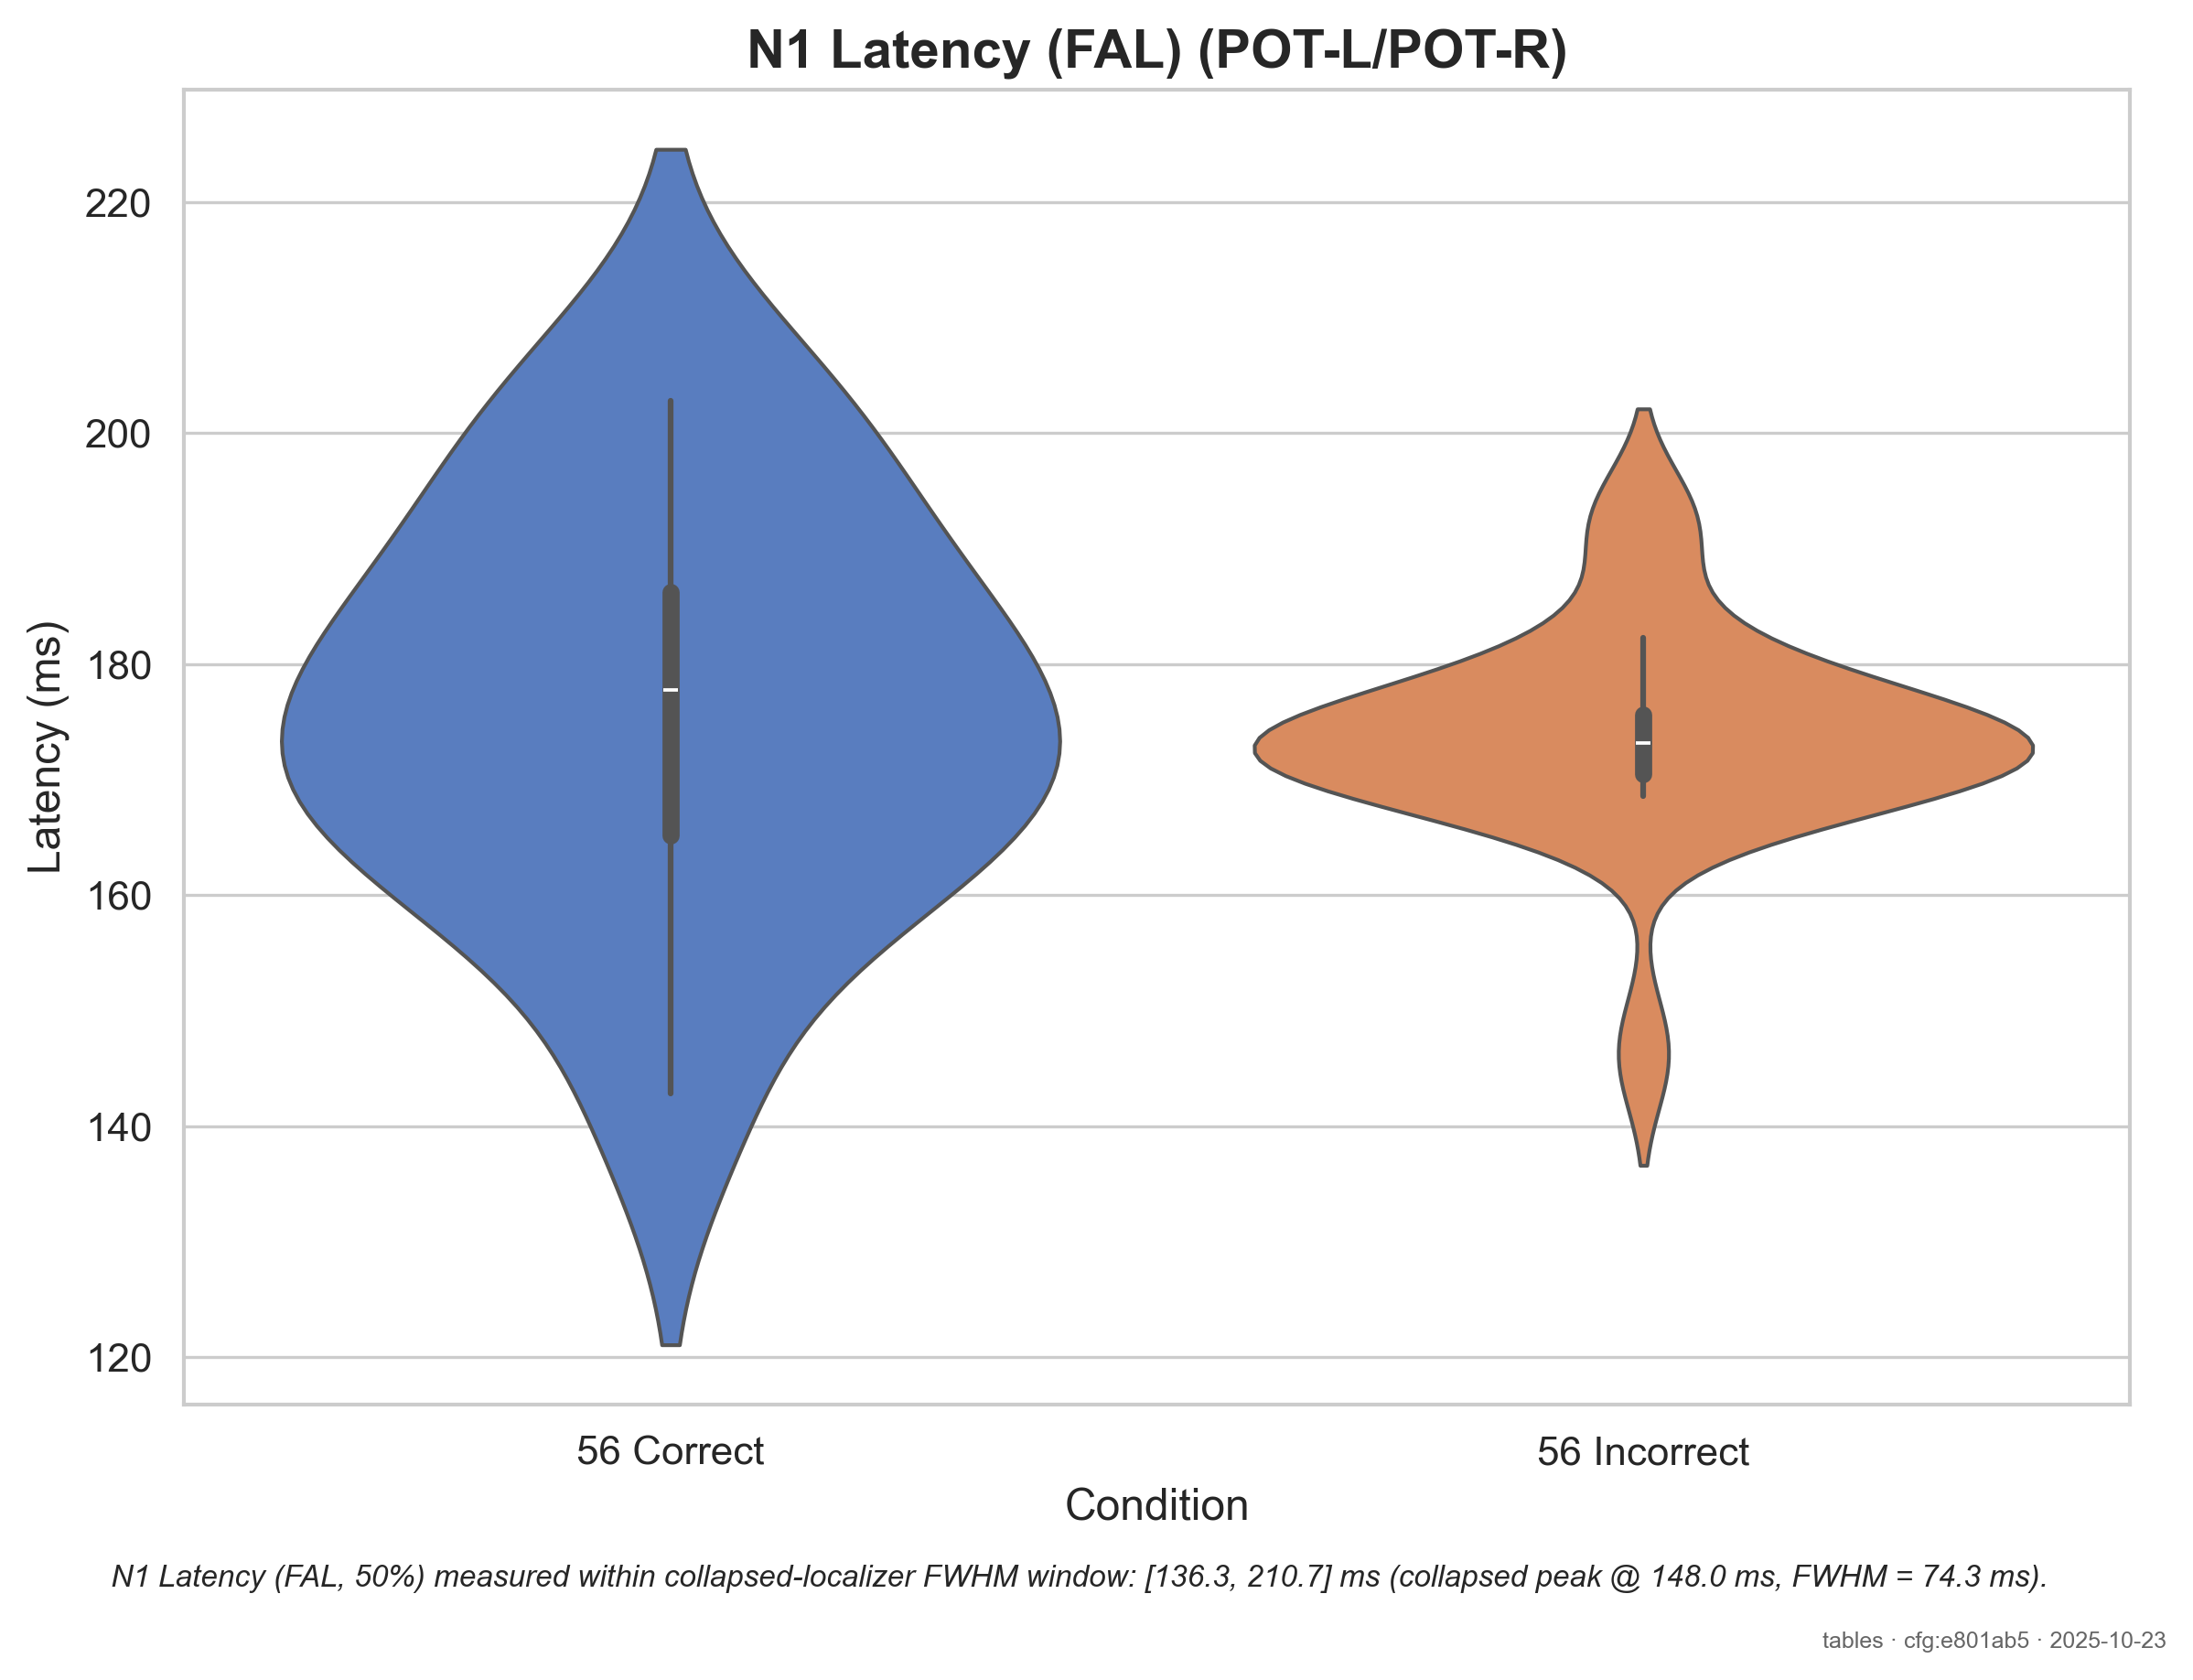 N1 Latency (FAL) (POT-L/POT-R)
Latency (ms)
220
200
180
160
140
120
56 Correct
56 Incorrect
Condition
N1 Latency (FAL, 50%) measured within collapsed-localizer FWHM window: [136.3, 210.7] ms (collapsed peak @ 148.0 ms, FWHM = 74.3 ms).
tables · cfg:e801ab5 · 2025-10-23